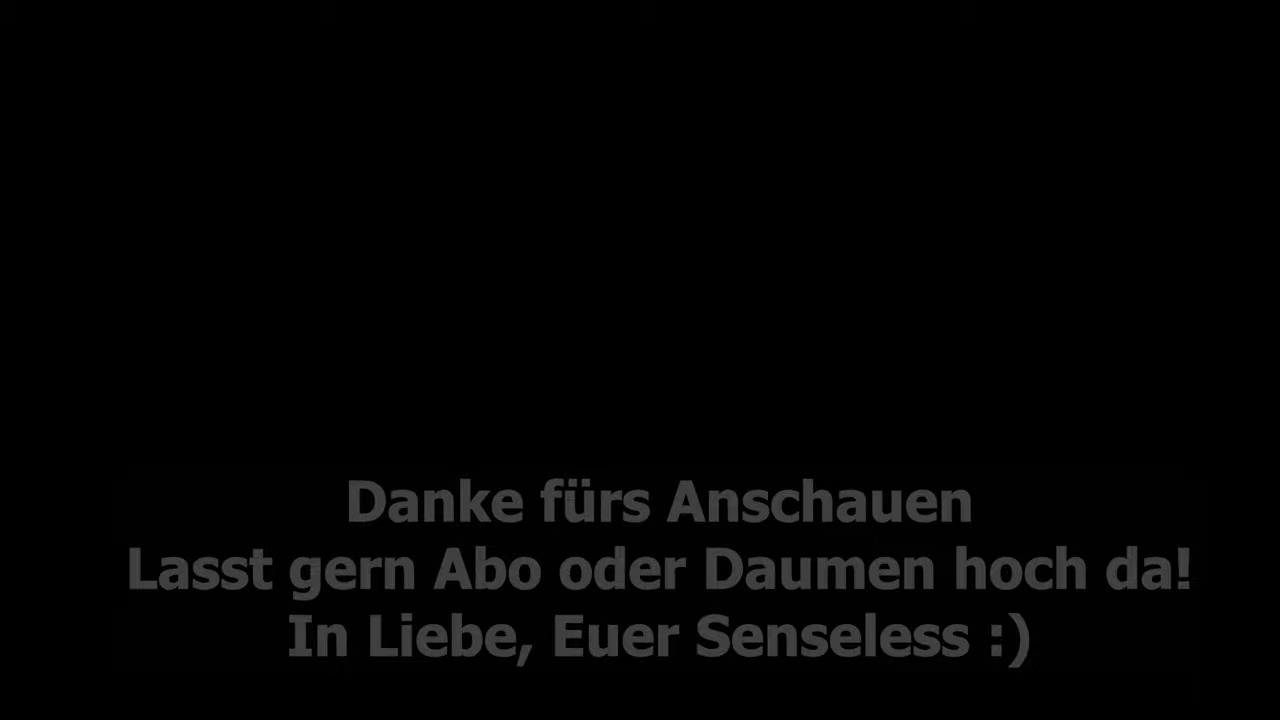 Danke fürs Anschauen
Lasst gern Abo oder Daumen hoch da!
In Liebe, Euer Senseless :)